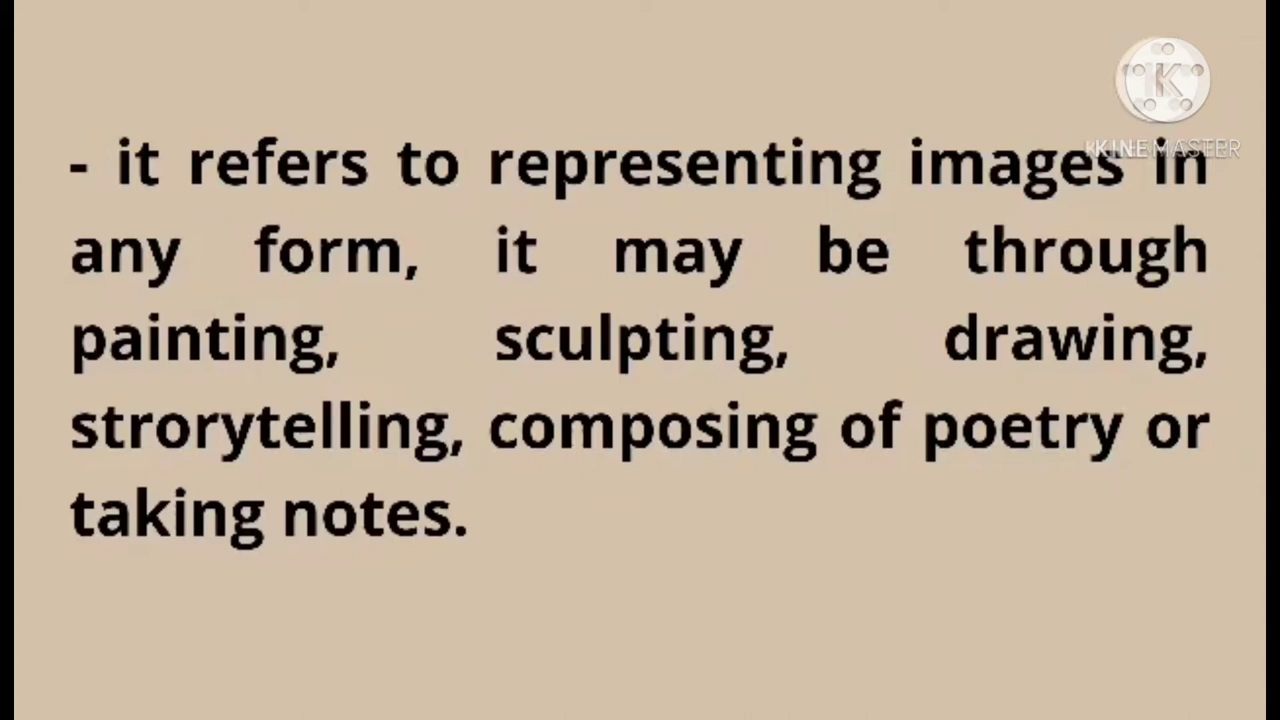 KINEMASTER
- it refers to representing images in
any form, it may be through
painting, sculpting, drawing,
strorytelling, composing of poetry or
taking notes.